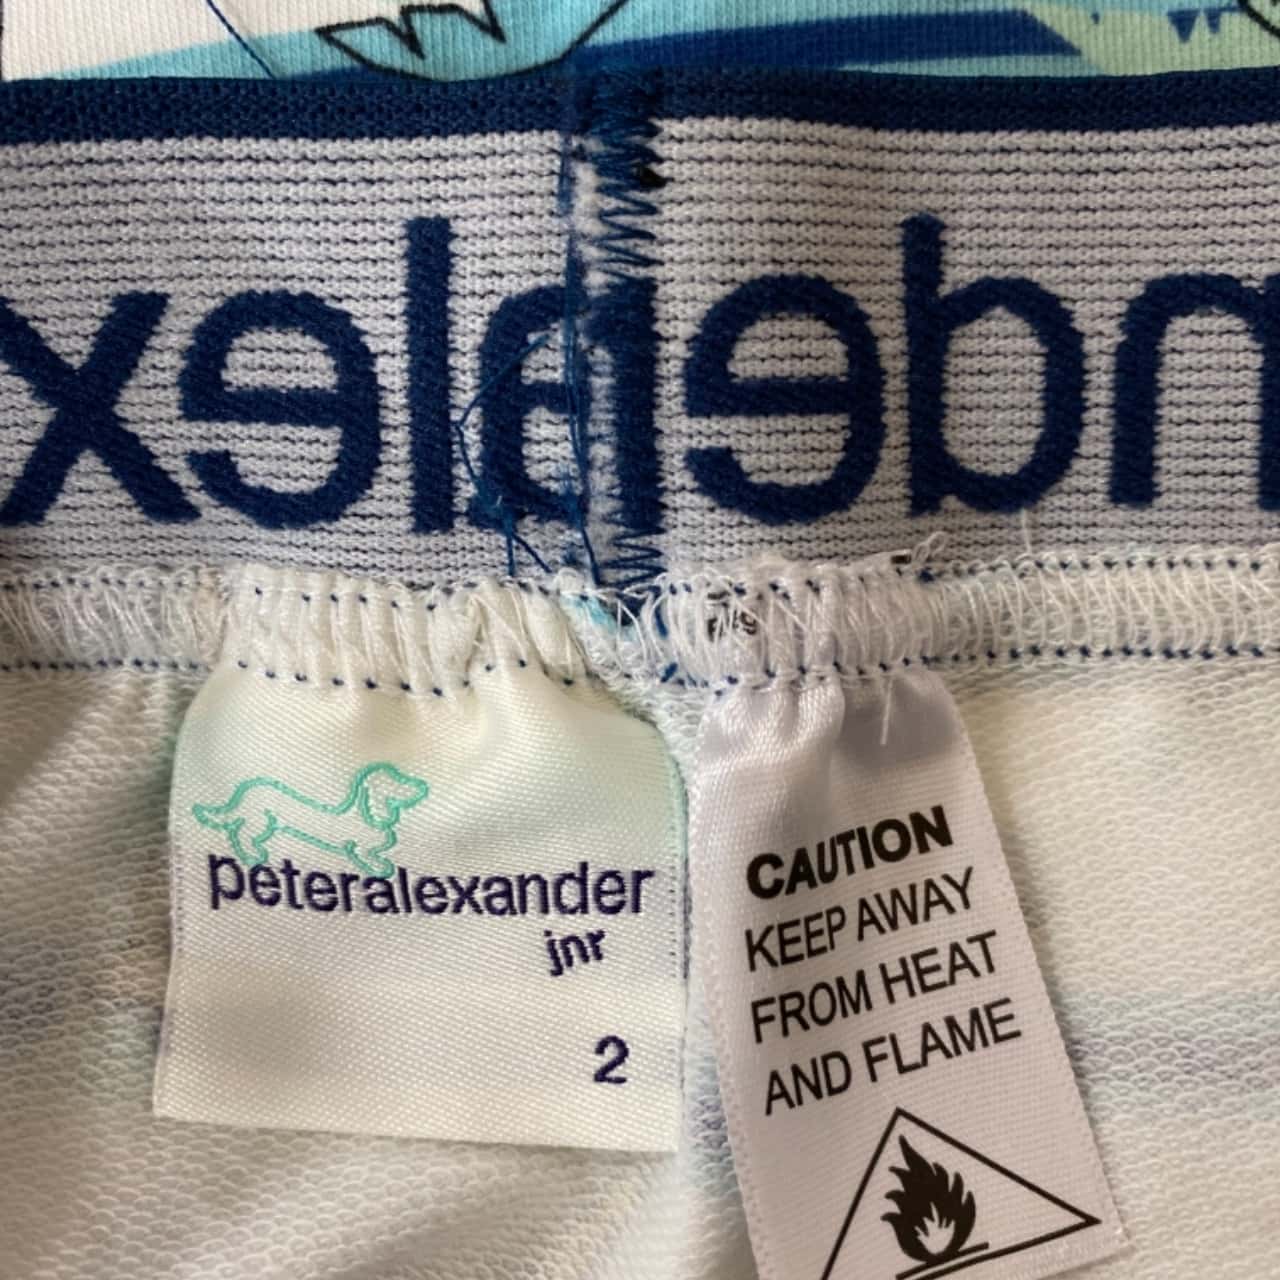 peteralexander
jnr
2
CAUTION
KEEP AWAY
FROM HEAT
AND FLAME